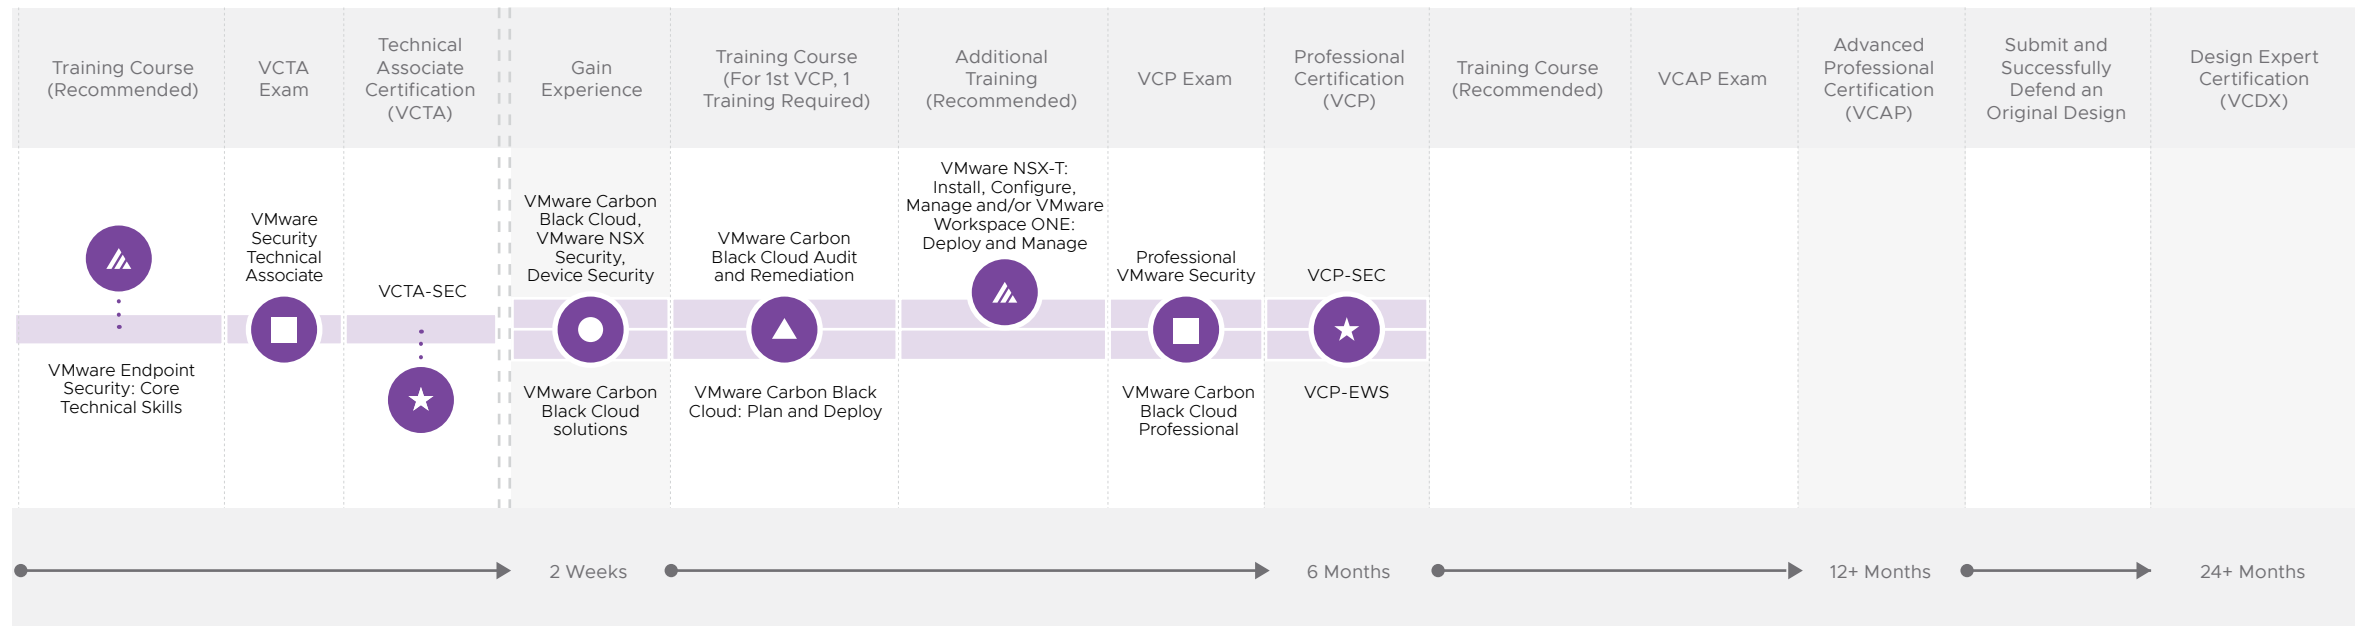 Training Course
(Recommended)
VCTA
Exam
Technical
Associate
Certification
(VCTA)
Gain
Experience
Training Course
(For 1st VCP, 1
Training Required)
Additional
Training
(Recommended)
VCP Exam
Professional
Certification
(VCP)
Training Course
(Recommended)
VCAP Exam
Advanced
Professional
Certification
(VCAP)
Submit and
Successfully
Defend an
Original Design
Design Expert
Certification
(VCDX)
VMware Endpoint
Security: Core
Technical Skills
VMware
Security
Technical
Associate
VCTA-SEC
VMware Carbon
Black Cloud,
VMware NSX
Security,
Device Security
VMware Carbon
Black Cloud
solutions
VMware Carbon
Black Cloud Audit
and Remediation
VMware Carbon Black
Cloud: Plan and Deploy
VMware NSX-T:
Install, Configure,
Manage and/or VMware
Workspace ONE:
Deploy and Manage
Professional
VMware Security
VMware Carbon
Black Cloud
Professional
VCP-SEC
VCP-EWS
2 Weeks
6 Months
12+ Months
24+ Months